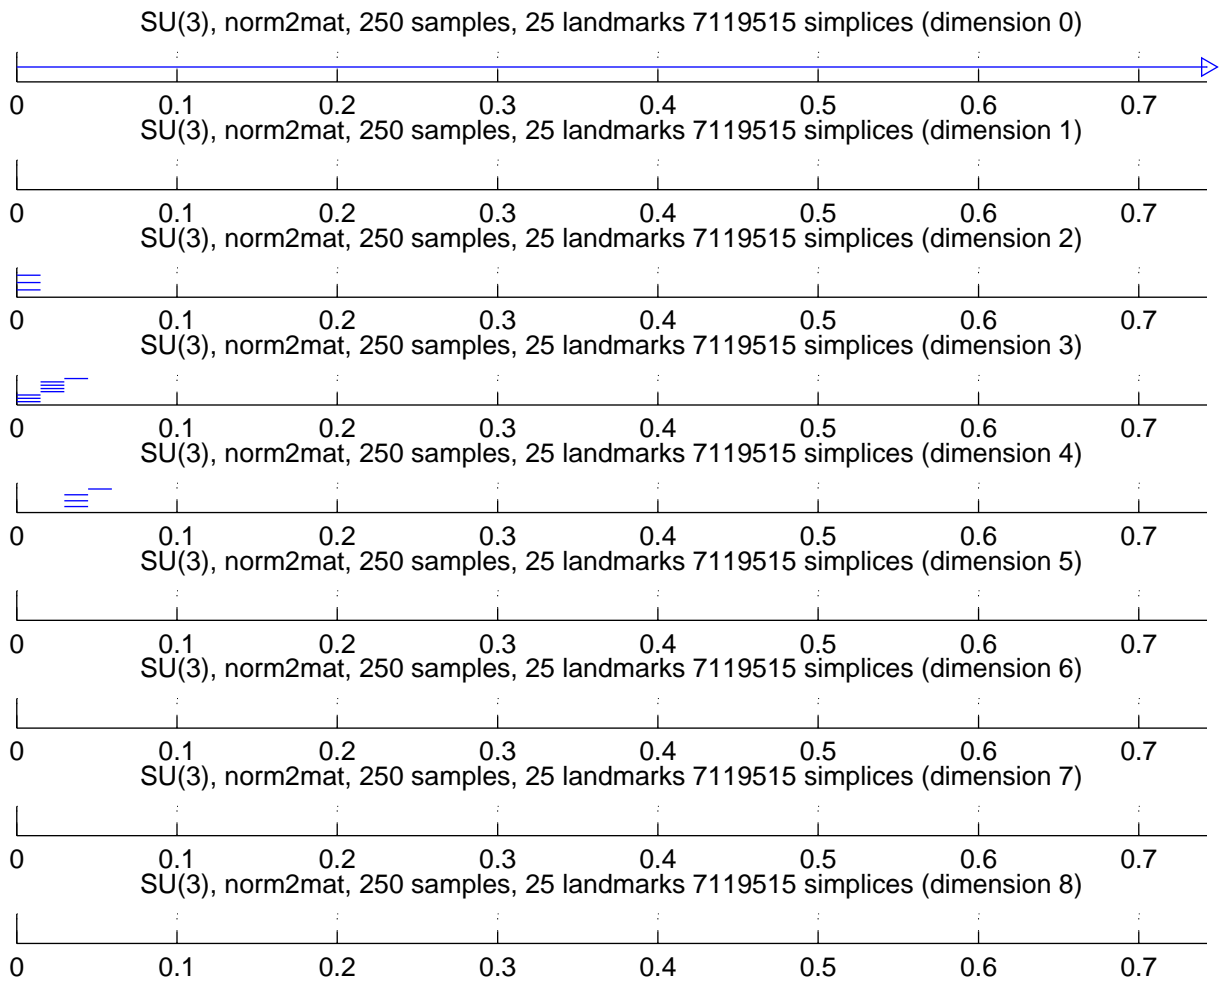 SU(3), norm2mat, 250 samples, 25 landmarks 7119515 simplices (dimension 0)
0 0.1 0.2 0.3 0.4 0.5 0.6 0.7
SU(3), norm2mat, 250 samples, 25 landmarks 7119515 simplices (dimension 1)
0 0.1 0.2 0.3 0.4 0.5 0.6 0.7
SU(3), norm2mat, 250 samples, 25 landmarks 7119515 simplices (dimension 2)
0 0.1 0.2 0.3 0.4 0.5 0.6 0.7
SU(3), norm2mat, 250 samples, 25 landmarks 7119515 simplices (dimension 3)
0 0.1 0.2 0.3 0.4 0.5 0.6 0.7
SU(3), norm2mat, 250 samples, 25 landmarks 7119515 simplices (dimension 4)
0 0.1 0.2 0.3 0.4 0.5 0.6 0.7
SU(3), norm2mat, 250 samples, 25 landmarks 7119515 simplices (dimension 5)
0 0.1 0.2 0.3 0.4 0.5 0.6 0.7
SU(3), norm2mat, 250 samples, 25 landmarks 7119515 simplices (dimension 6)
0 0.1 0.2 0.3 0.4 0.5 0.6 0.7
SU(3), norm2mat, 250 samples, 25 landmarks 7119515 simplices (dimension 7)
0 0.1 0.2 0.3 0.4 0.5 0.6 0.7
SU(3), norm2mat, 250 samples, 25 landmarks 7119515 simplices (dimension 8)
0 0.1 0.2 0.3 0.4 0.5 0.6 0.7